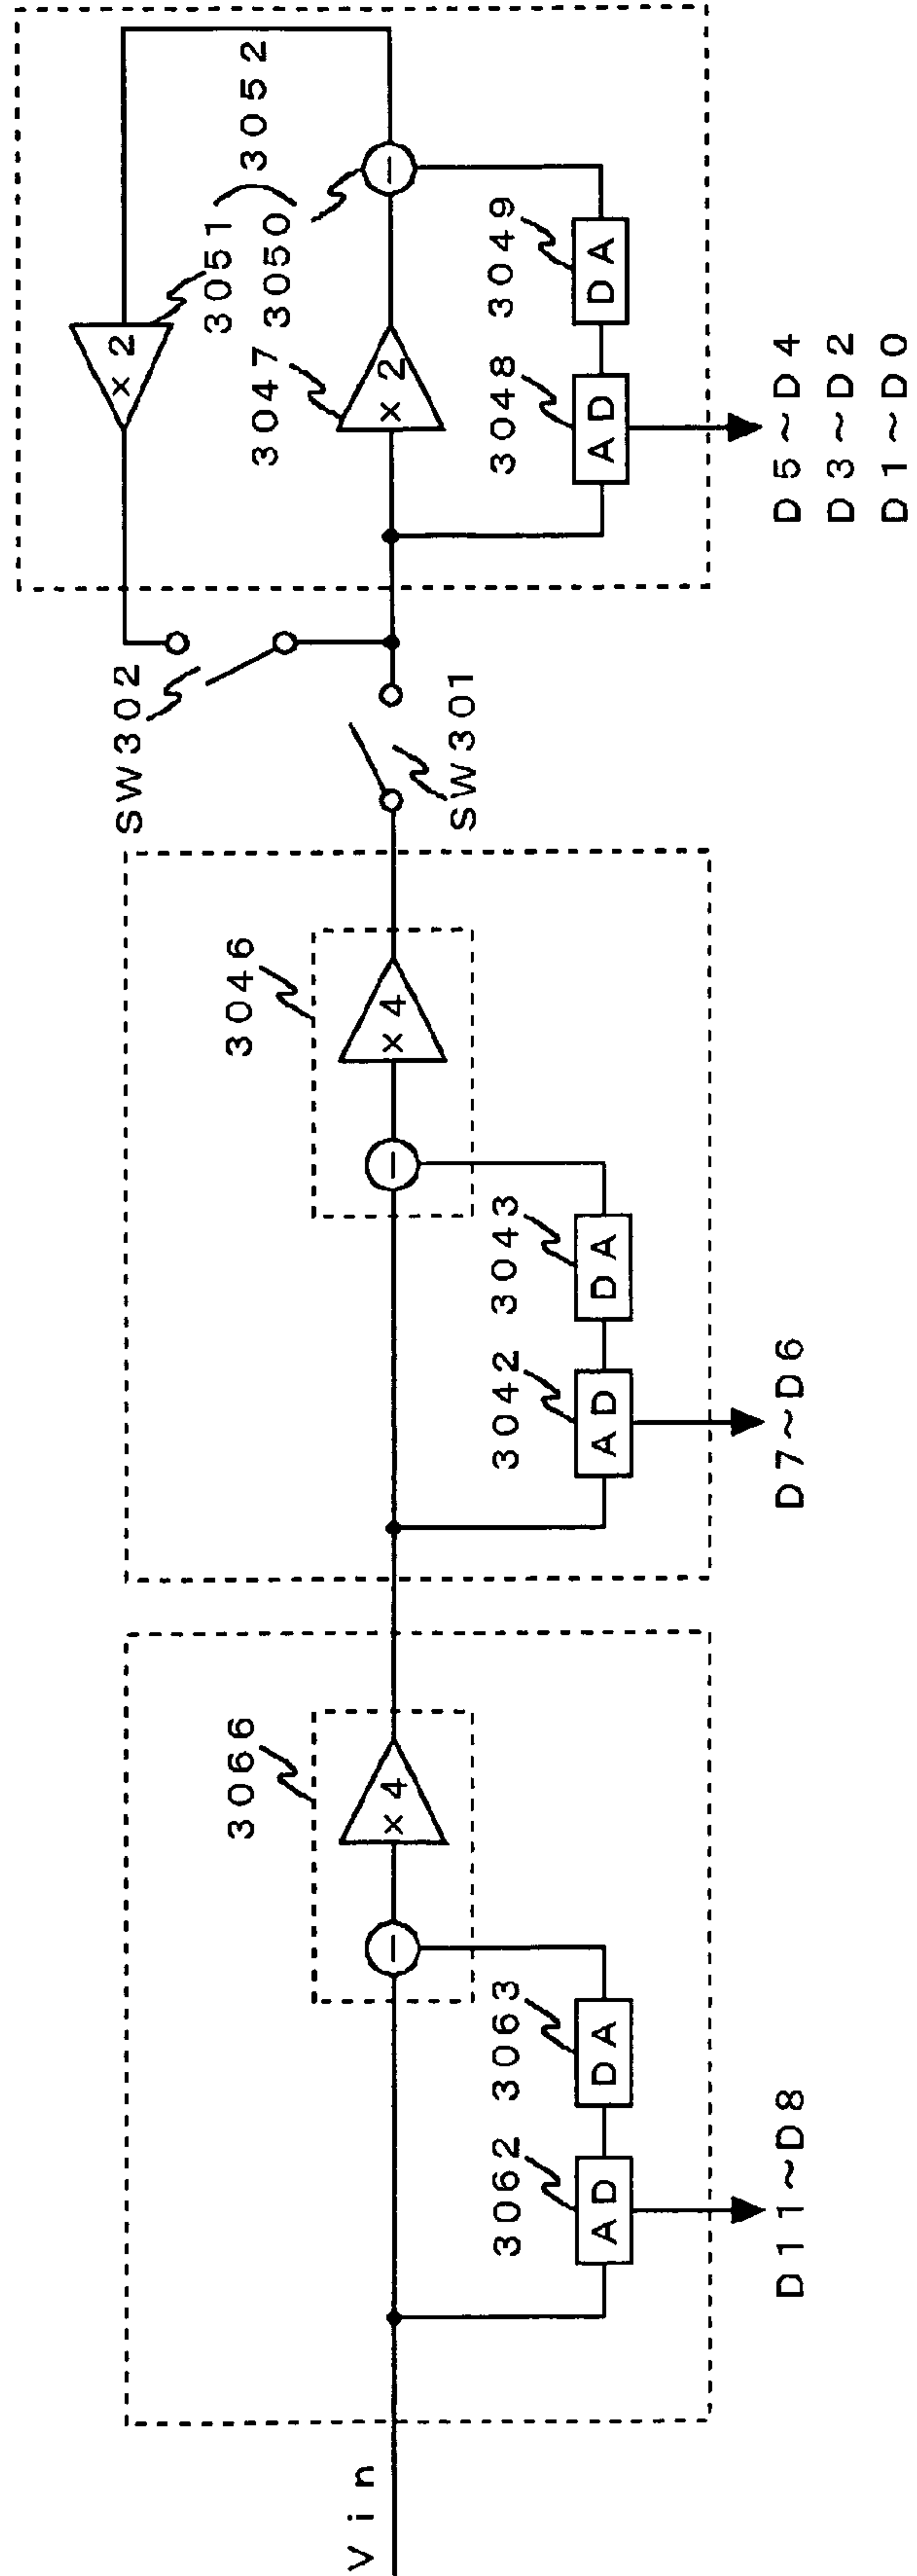 Vin
3066
×4
3062
AD
3063
DA
D11~D8
3046
×4
3042
AD
3043
DA
D7~D6
SW302
SW301
×2
3051
3050
3052
3047
×2
3048
AD
3049
DA
D5~D4
D3~D2
D1~D0